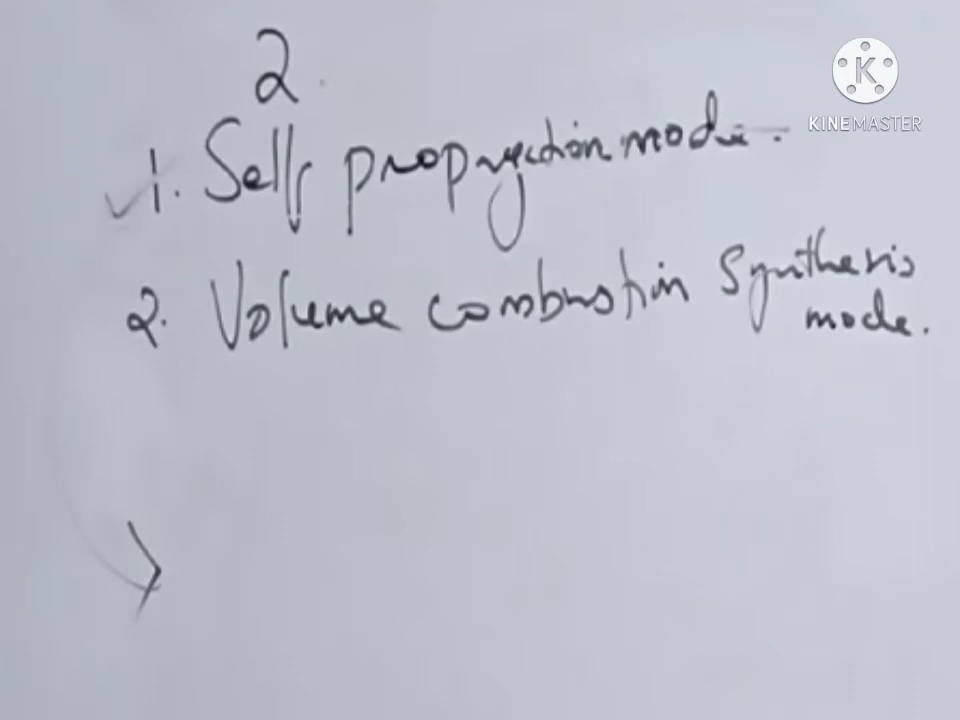 2.
1. Self propagation mode.
2. Volume combustion synthesis
mode.
KINEMASTER